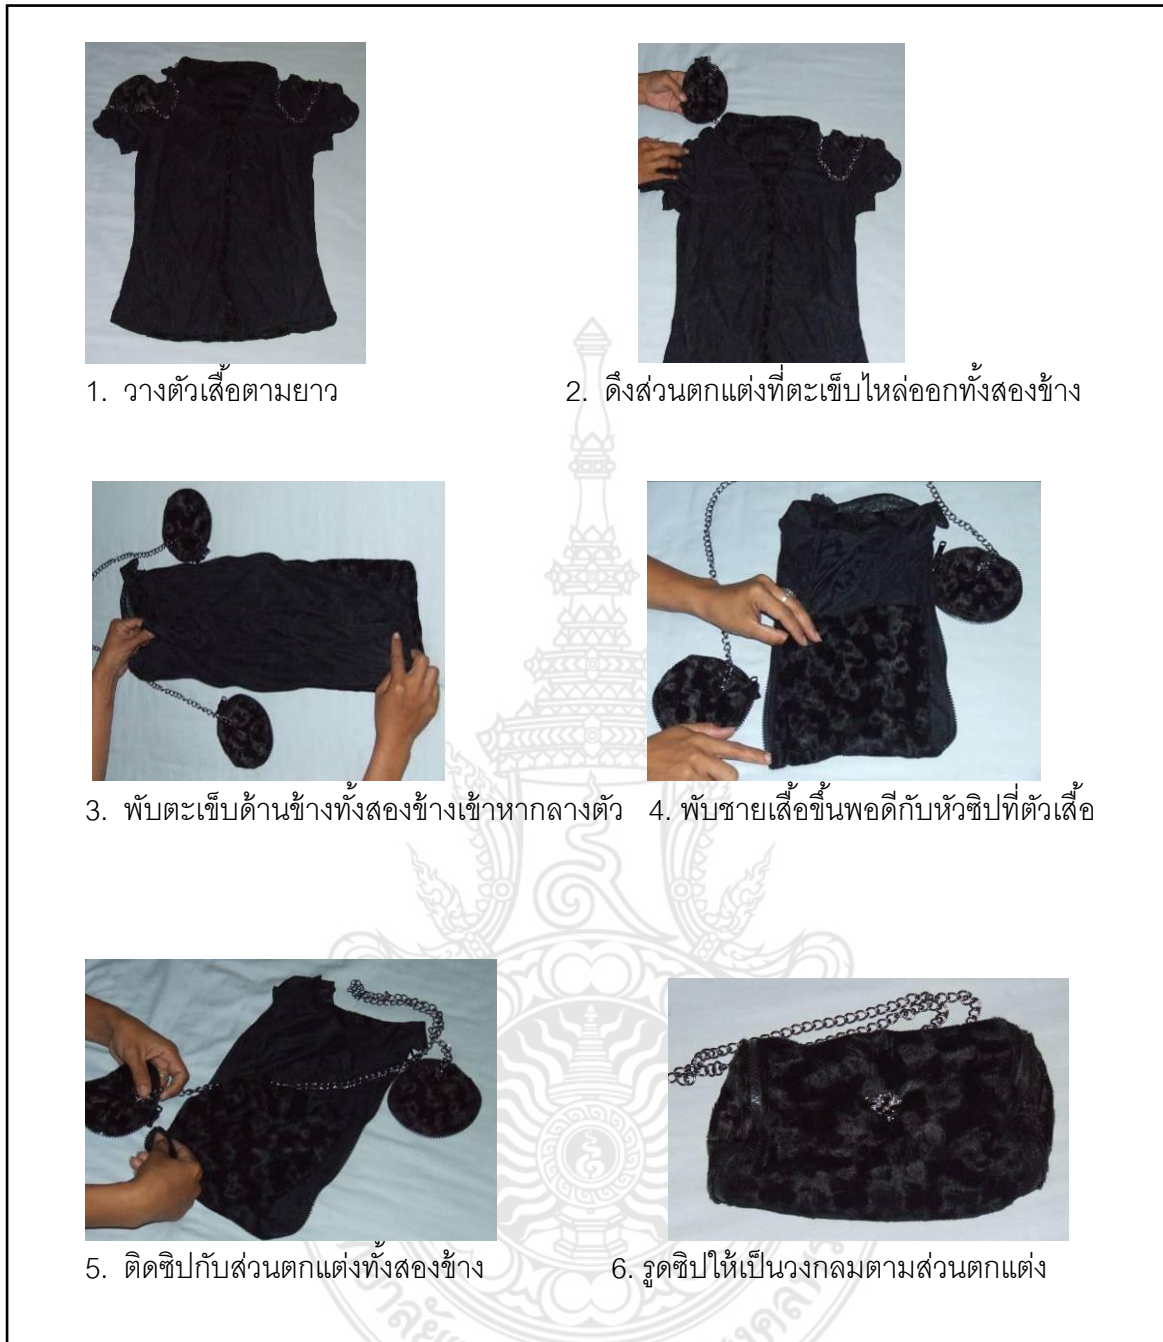 1. วางตัวเสื้อตามยาว
2. ดึงส่วนตกแต่งที่ตะเข็บไหล่ออกทั้งสองข้าง
3. พับตะเข็บด้านข้างทั้งสองข้างเข้าหากลางตัว
4. พับชายเสื้อขึ้นพอดีกับหัวซิปที่ตัวเสื้อ
5. ติดซิปกับส่วนตกแต่งทั้งสองข้าง
6. รูดซิปให้เป็นวงกลมตามส่วนตกแต่ง